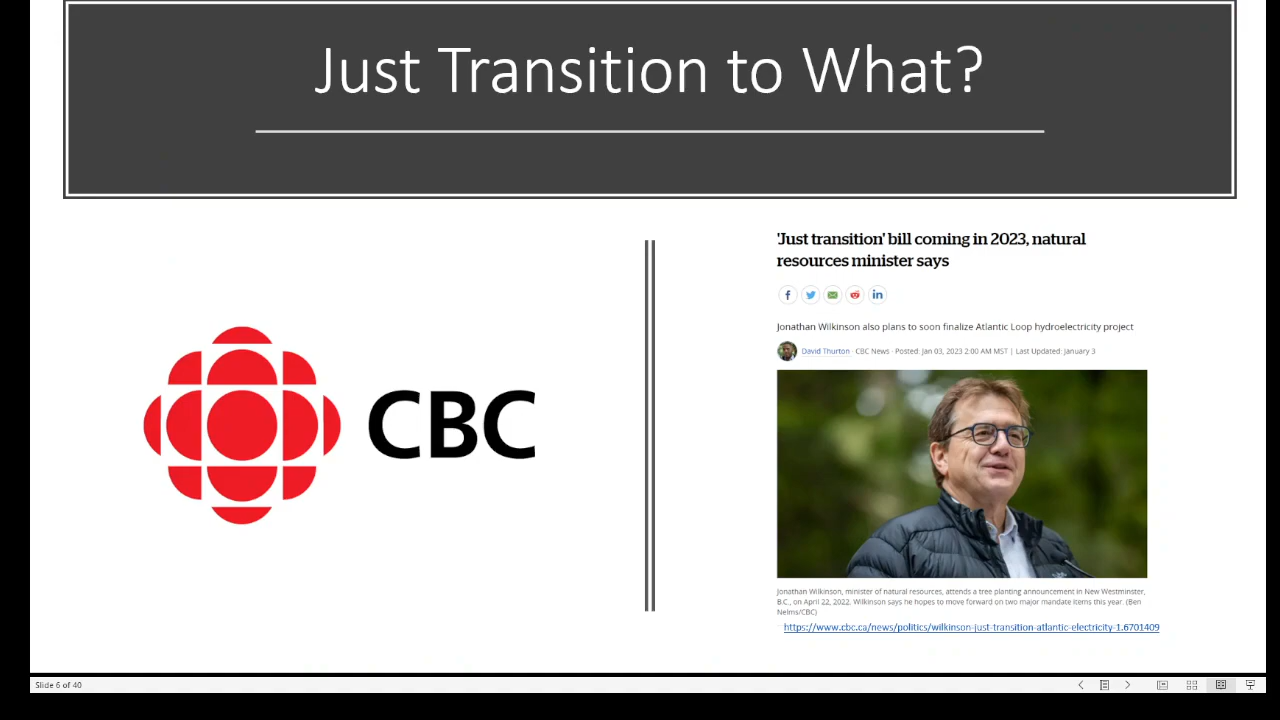 Just Transition to What?
CBC
'Just transition' bill coming in 2023, natural
resources minister says
Jonathan Wilkinson also plans to soon finalize Atlantic Loop hydroelectricity project
David Thurton · CBC News · Posted: Jan 03, 2023 2:00 AM MST | Last Updated: January 3
Jonathan Wilkinson, minister of natural resources, attends a tree planting announcement in New Westminster,
B.C., on April 22, 2022. Wilkinson says he hopes to move forward on two major mandate items this year. (Ben
Nelms/CBC)
https://www.cbc.ca/news/politics/wilkinson-just-transition-atlantic-electricity-1.6701409
Slide 6 of 40